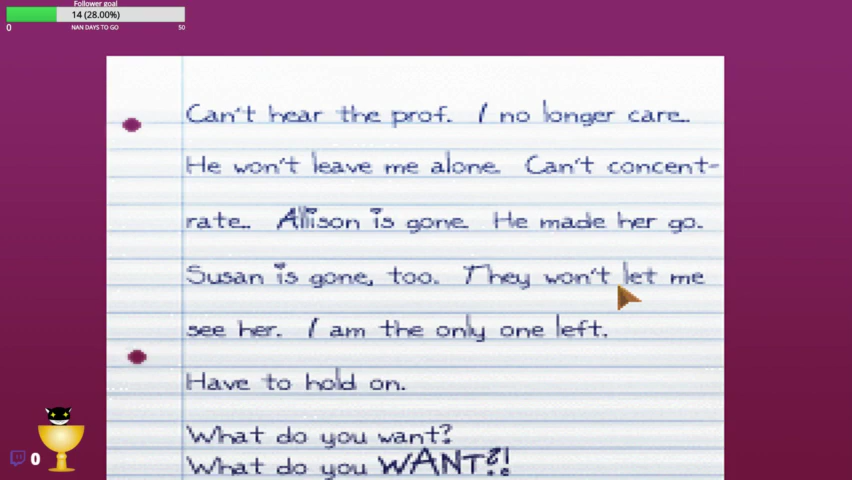 Follower goal
14 (28.00%)
0 NAN DAYS TO GO 50
Can't hear the prof. I no longer care.
He won't leave me alone. Can't concent-
rate. Allison is gone. He made her go.
Susan is gone, too. They won't let me
see her. I am the only one left.
Have to hold on.
What do you want?
What do you WANT?!
0